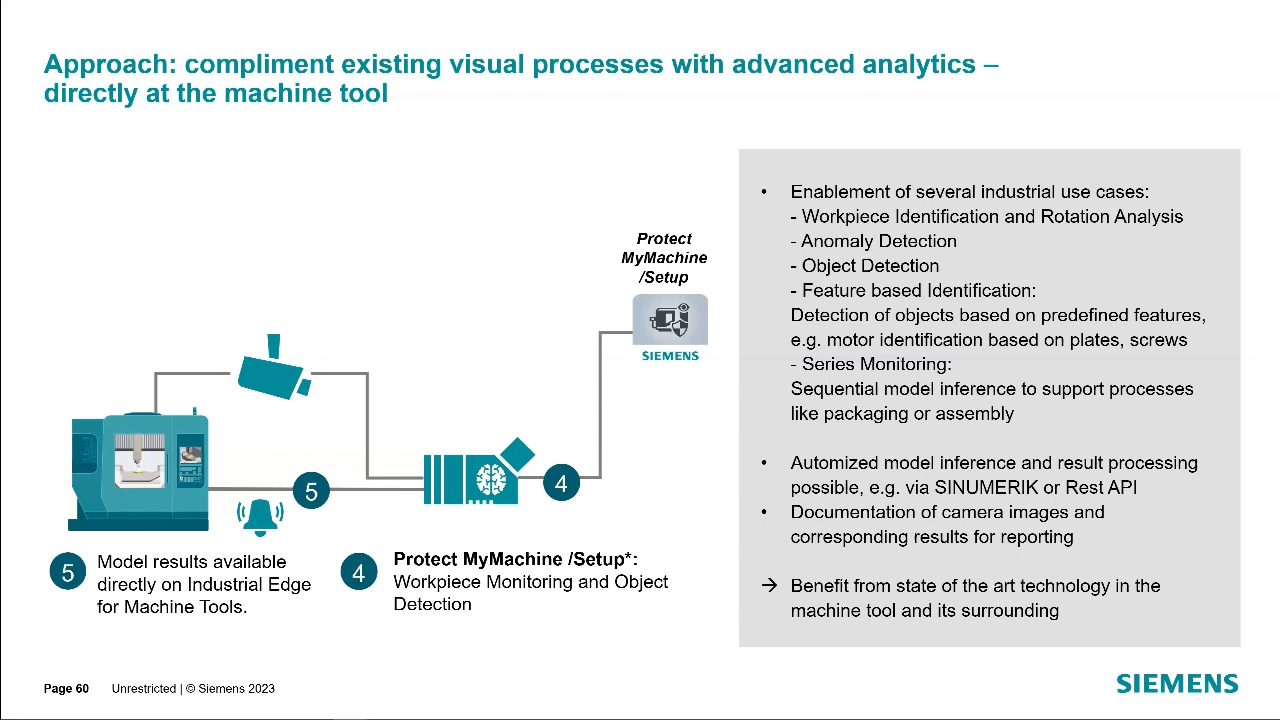 Approach: compliment existing visual processes with advanced analytics –
directly at the machine tool
Protect
MyMachine
/Setup
SIEMENS
5
4
5
Model results available
directly on Industrial Edge
for Machine Tools.
4
Protect MyMachine /Setup*:
Workpiece Monitoring and Object
Detection
• Enablement of several industrial use cases:
- Workpiece Identification and Rotation Analysis
- Anomaly Detection
- Object Detection
- Feature based Identification:
Detection of objects based on predefined features,
e.g. motor identification based on plates, screws
- Series Monitoring:
Sequential model inference to support processes
like packaging or assembly
• Automized model inference and result processing
possible, e.g. via SINUMERIK or Rest API
• Documentation of camera images and
corresponding results for reporting
→ Benefit from state of the art technology in the
machine tool and its surrounding
Page 60 Unrestricted | © Siemens 2023
SIEMENS